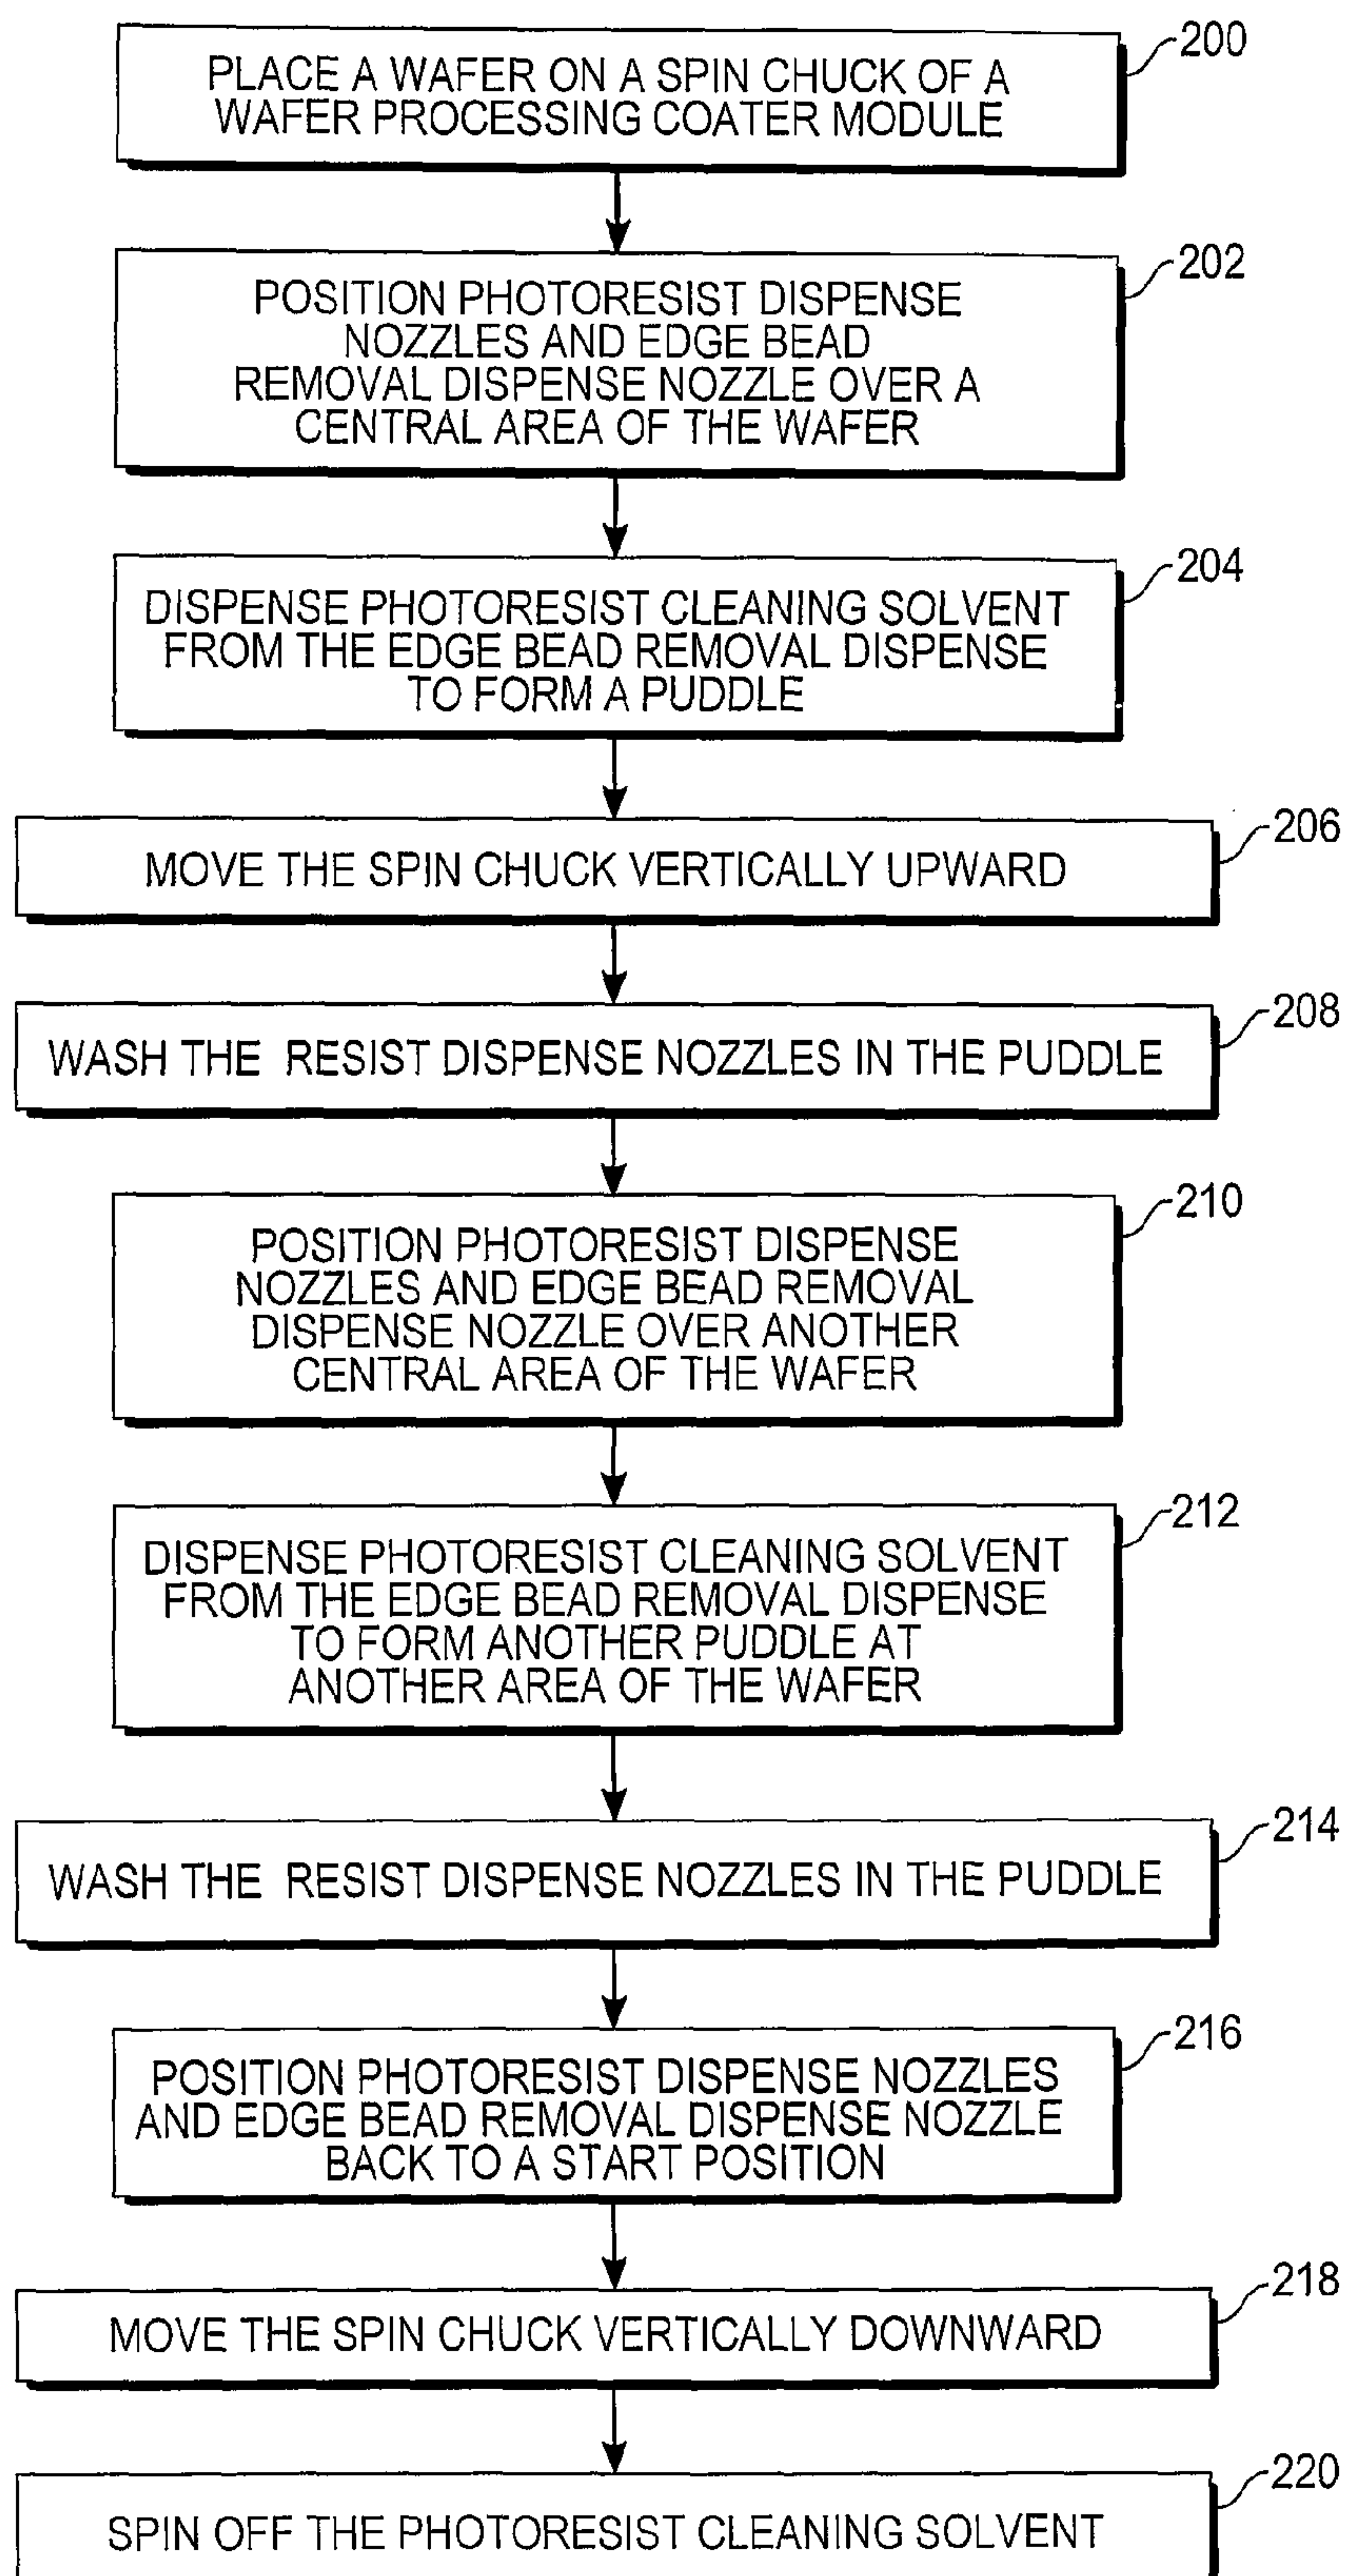 200
PLACE A WAFER ON A SPIN CHUCK OF A
WAFER PROCESSING COATER MODULE
202
POSITION PHOTORESIST DISPENSE
NOZZLES AND EDGE BEAD
REMOVAL DISPENSE NOZZLE OVER A
CENTRAL AREA OF THE WAFER
204
DISPENSE PHOTORESIST CLEANING SOLVENT
FROM THE EDGE BEAD REMOVAL DISPENSE
TO FORM A PUDDLE
206
MOVE THE SPIN CHUCK VERTICALLY UPWARD
208
WASH THE RESIST DISPENSE NOZZLES IN THE PUDDLE
210
POSITION PHOTORESIST DISPENSE
NOZZLES AND EDGE BEAD REMOVAL
DISPENSE NOZZLE OVER ANOTHER
CENTRAL AREA OF THE WAFER
212
DISPENSE PHOTORESIST CLEANING SOLVENT
FROM THE EDGE BEAD REMOVAL DISPENSE
TO FORM ANOTHER PUDDLE AT
ANOTHER AREA OF THE WAFER
214
WASH THE RESIST DISPENSE NOZZLES IN THE PUDDLE
216
POSITION PHOTORESIST DISPENSE NOZZLES
AND EDGE BEAD REMOVAL DISPENSE NOZZLE
BACK TO A START POSITION
218
MOVE THE SPIN CHUCK VERTICALLY DOWNWARD
220
SPIN OFF THE PHOTORESIST CLEANING SOLVENT